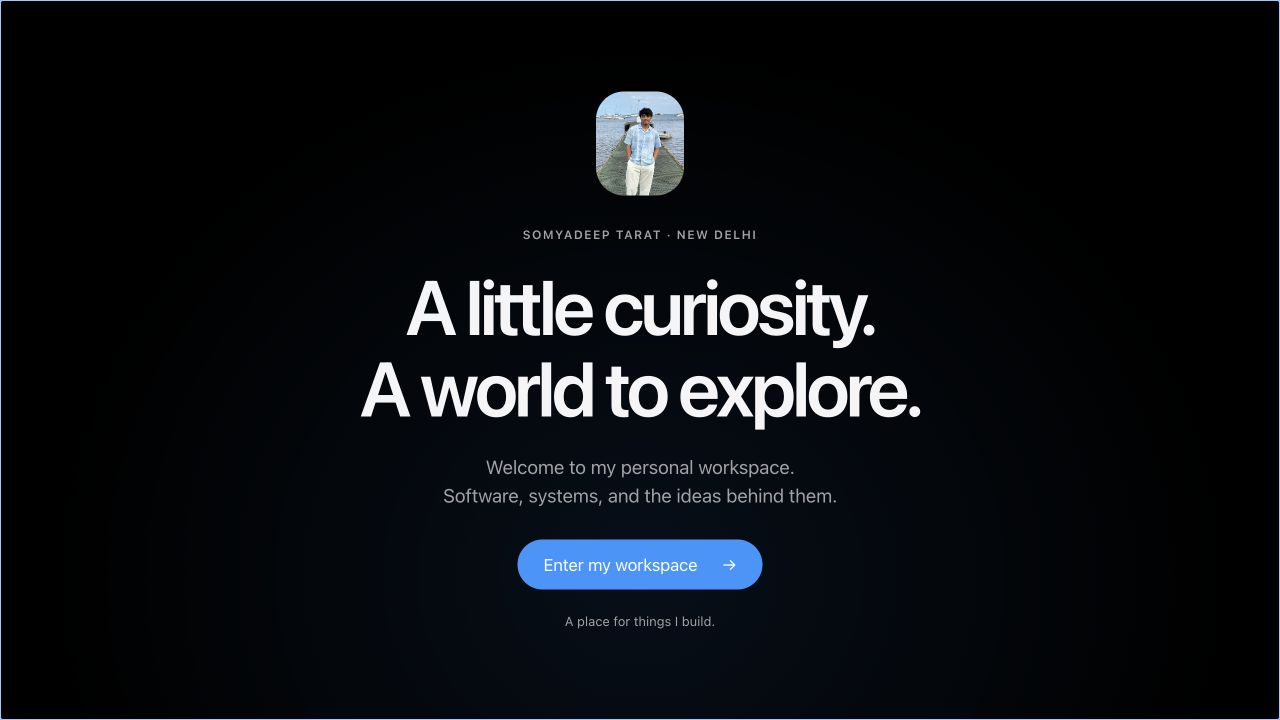 SOMYADEEP TARAT · NEW DELHI
A little curiosity.
A world to explore.
Welcome to my personal workspace.
Software, systems, and the ideas behind them.
Enter my workspace →
A place for things I build.